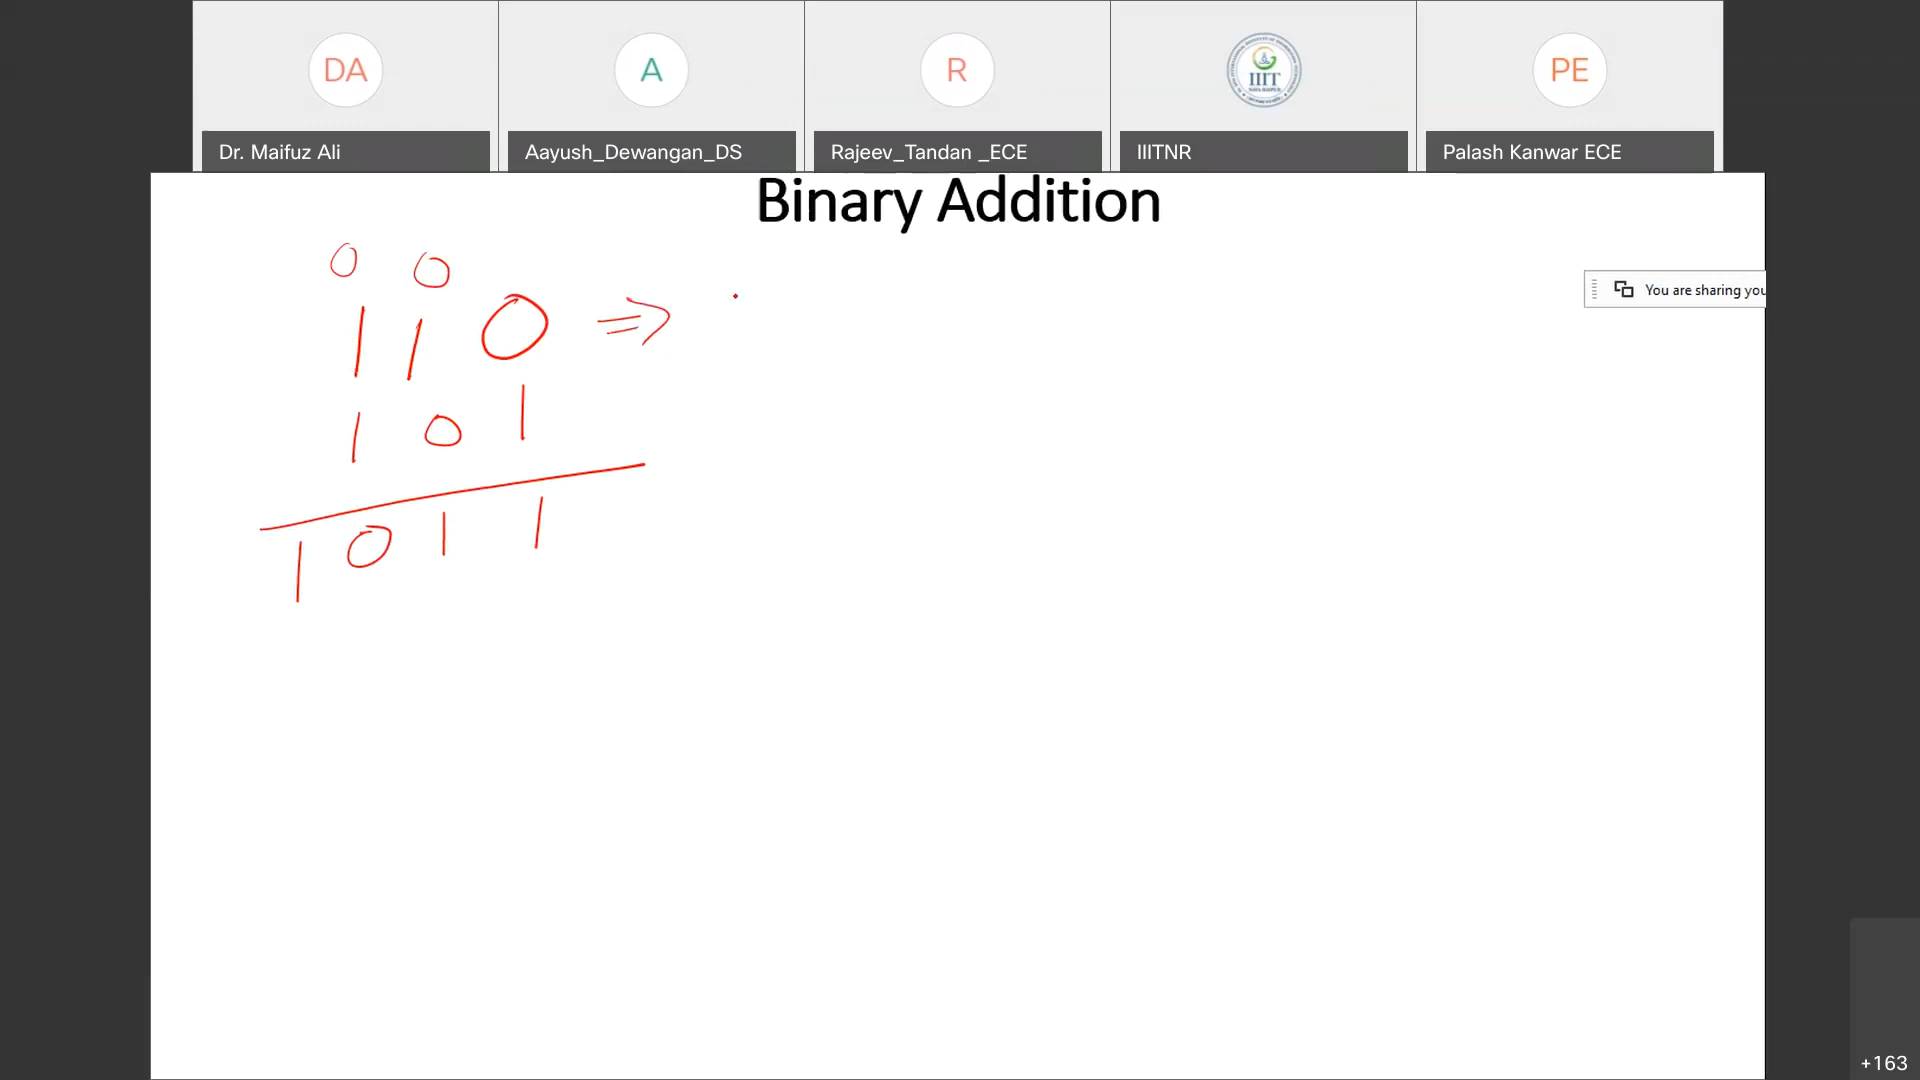 DA
A
R
IIIT
PE
Dr. Maifuz Ali
Aayush_Dewangan_DS
Rajeev_Tandan _ECE
IIITNR
Palash Kanwar ECE
Binary Addition
You are sharing you
0 0
1 1 0 ⇒
1 0 1
1 0 1 1
+163